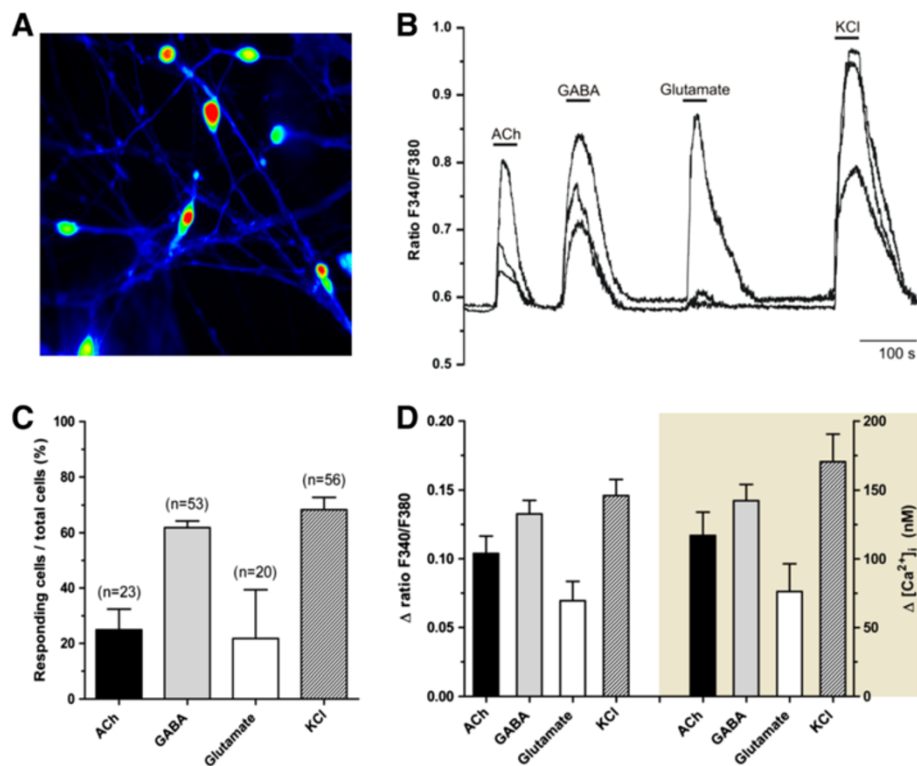 A
B
KCl
GABA
Glutamate
ACh
Ratio F340/F380
1.0
0.9
0.8
0.7
0.6
0.5
100 s
C
Responding cells / total cells (%)
100
80
60
40
20
0
(n=23)
(n=53)
(n=20)
(n=56)
ACh
GABA
Glutamate
KCl
D
Δ ratio F340/F380
0.20
0.15
0.10
0.05
0.00
ACh
GABA
Glutamate
KCl
ACh
GABA
Glutamate
KCl
200
150
100
50
0
Δ [Ca²⁺]ᵢ (nM)